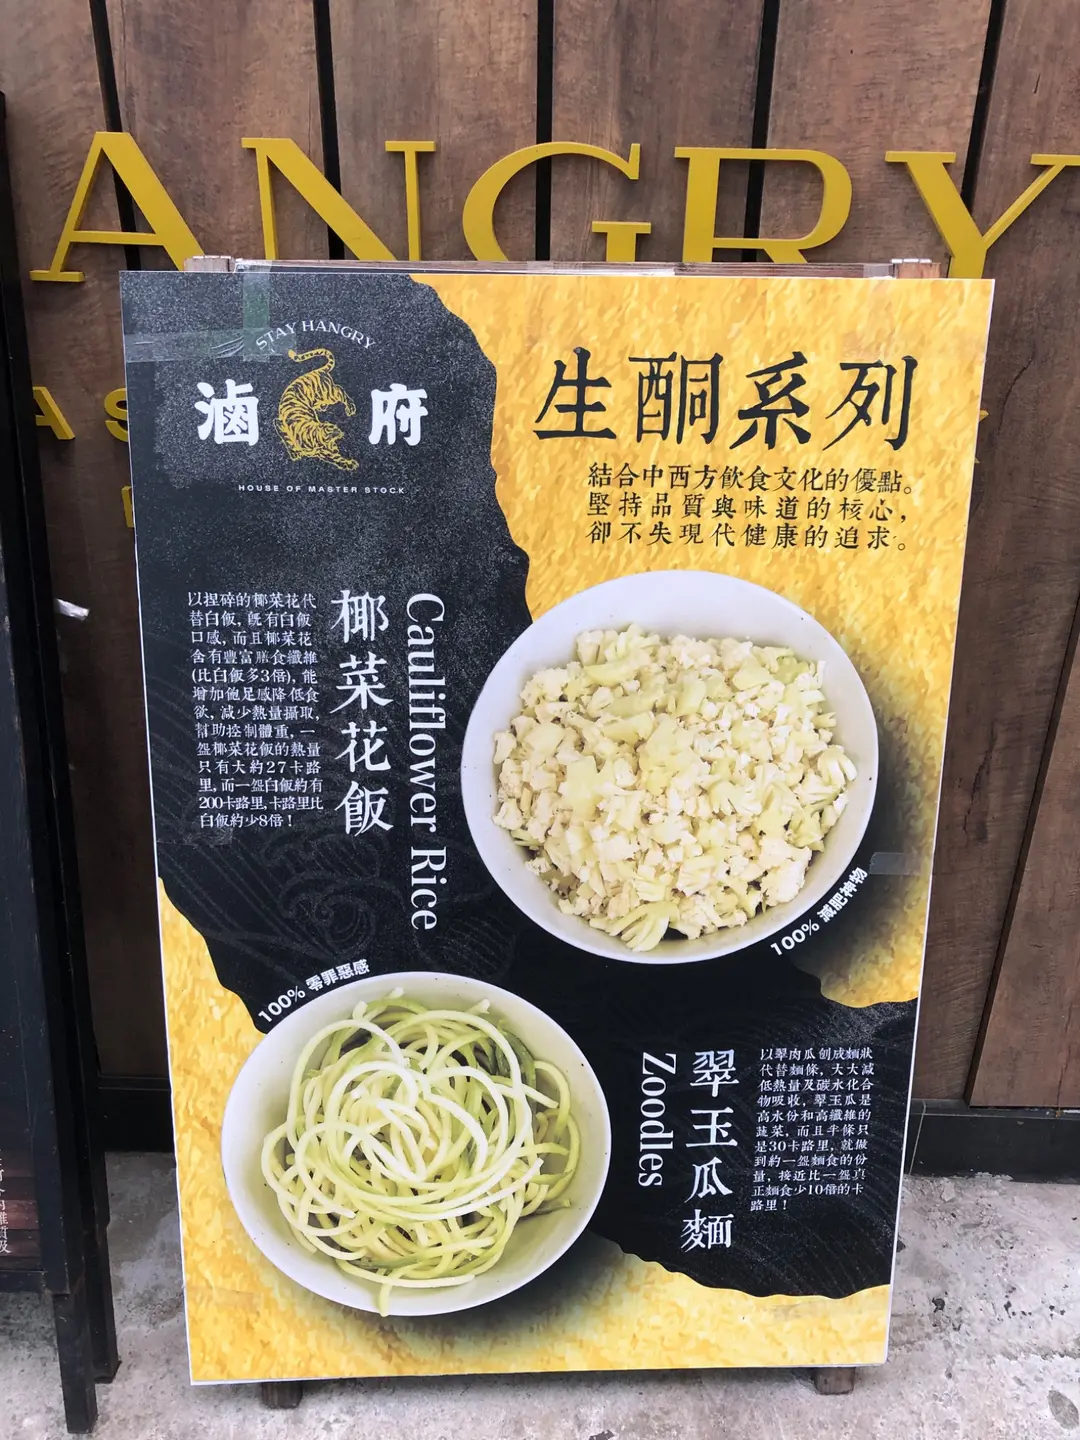 ANGRY
STAY HANGRY
滷府
HOUSE OF MASTER STOCK
生酮系列
結合中西方飲食文化的優點。
堅持品質與味道的核心，
卻不失現代健康的追求。
Cauliflower Rice
椰菜花飯
以捏碎的椰菜花代
替白飯, 既有白飯
口感, 而且椰菜花
含有豐富膳食纖維
(比白飯多3倍), 能
增加飽足感降低食
欲, 減少熱量攝取,
幫助控制體重, 一
盤椰菜花飯的熱量
只有大約27卡路
里, 而一盤白飯約有
200卡路里,卡路里比
白飯約少8倍！
100% 減肥神物
100% 零罪惡感
Zoodles
翠玉瓜麵
以翠肉瓜刨成麵狀
代替麵條, 大大減
低熱量及碳水化合
物吸收, 翠玉瓜是
高水份和高纖維的
蔬菜, 而且半條只
是30卡路里, 就做
到約一盤麵食的份
量, 接近比一盤真
正麵食少10倍的卡
路里！